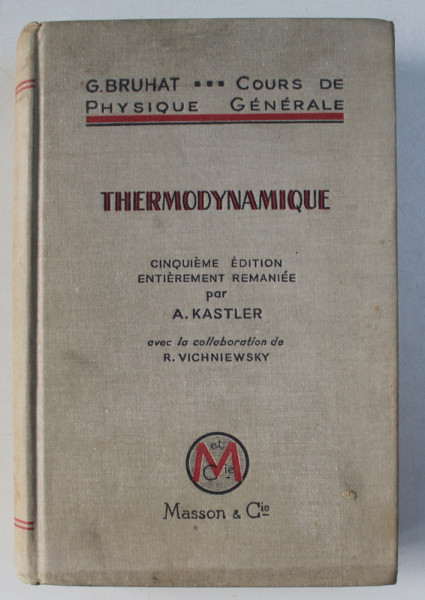 G. BRUHAT ▪▪▪ COURS DE
PHYSIQUE GÉNÉRALE
THERMODYNAMIQUE
CINQUIÈME ÉDITION
ENTIÈREMENT REMANIÉE
par
A. KASTLER
avec la collaboration de
R. VICHNIEWSKY
et
M
Cie
Masson & Cie